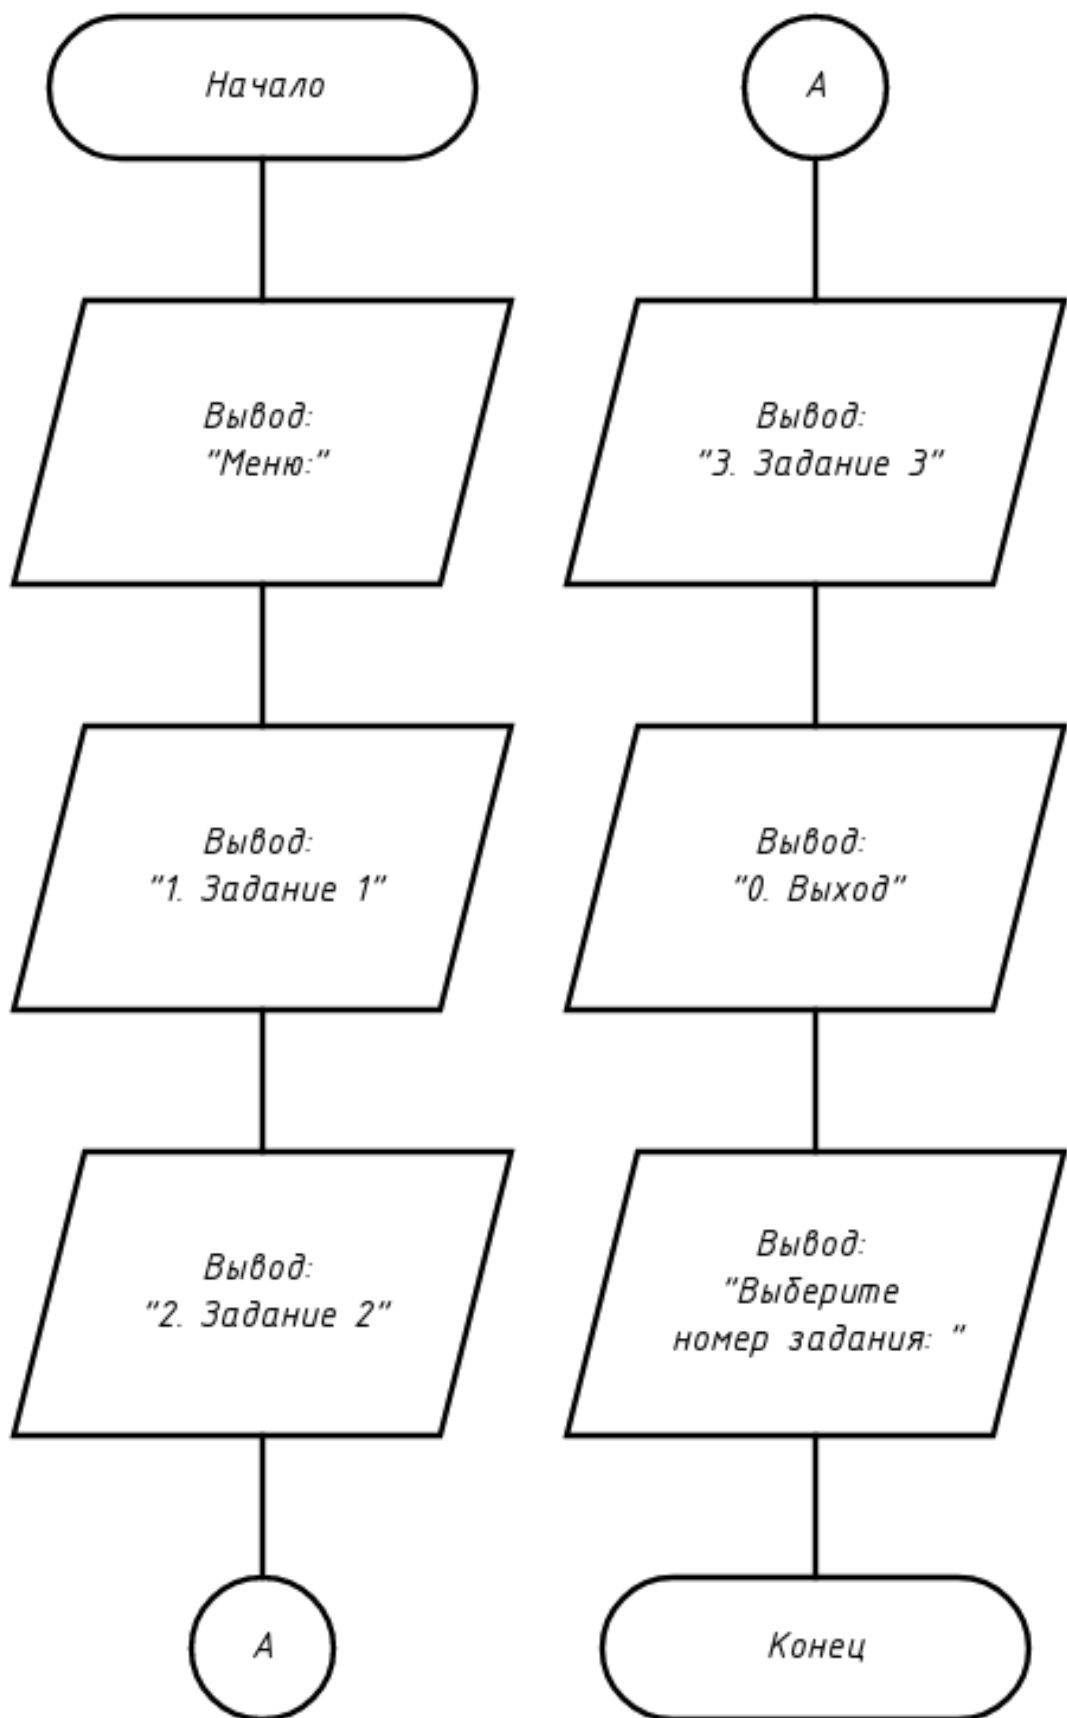 Начало
Вывод:
"Меню:"
Вывод:
"1. Задание 1"
Вывод:
"2. Задание 2"
А
А
Вывод:
"3. Задание 3"
Вывод:
"0. Выход"
Вывод:
"Выберите
номер задания: "
Конец